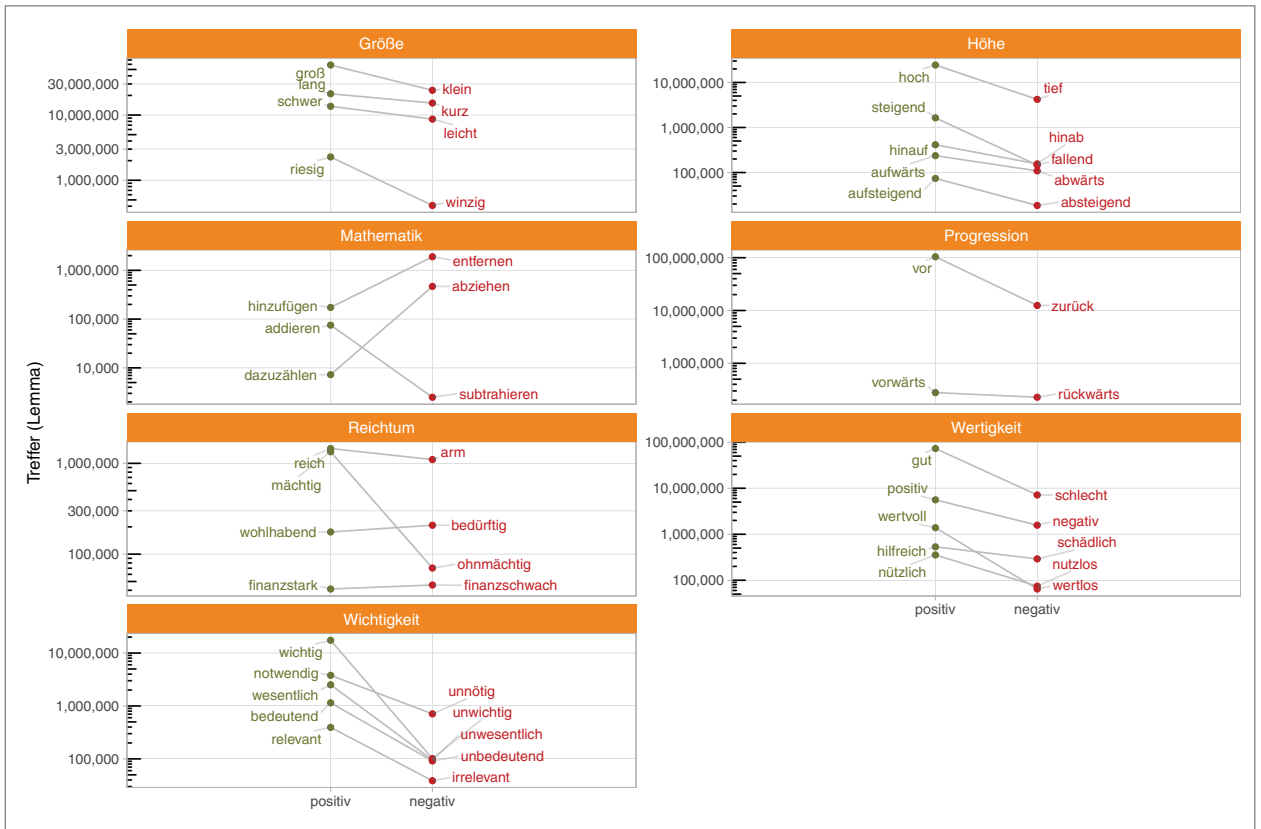 Größe
30,000,000
10,000,000
3,000,000
1,000,000
groß
lang
schwer
riesig
klein
kurz
leicht
winzig
Höhe
10,000,000
1,000,000
100,000
hoch
steigend
hinauf
aufwärts
aufsteigend
tief
hinab
fallend
abwärts
absteigend
Mathematik
1,000,000
100,000
10,000
hinzufügen
addieren
dazuzählen
entfernen
abziehen
subtrahieren
Progression
100,000,000
10,000,000
1,000,000
vor
vorwärts
zurück
rückwärts
Treffer (Lemma)
Reichtum
1,000,000
300,000
100,000
reich
mächtig
wohlhabend
finanzstark
arm
bedürftig
ohnmächtig
finanzschwach
Wertigkeit
100,000,000
10,000,000
1,000,000
100,000
gut
positiv
wertvoll
hilfreich
nützlich
schlecht
negativ
schädlich
nutzlos
wertlos
positiv
negativ
Wichtigkeit
10,000,000
1,000,000
100,000
wichtig
notwendig
wesentlich
bedeutend
relevant
unnötig
unwichtig
unwesentlich
unbedeutend
irrelevant
positiv
negativ